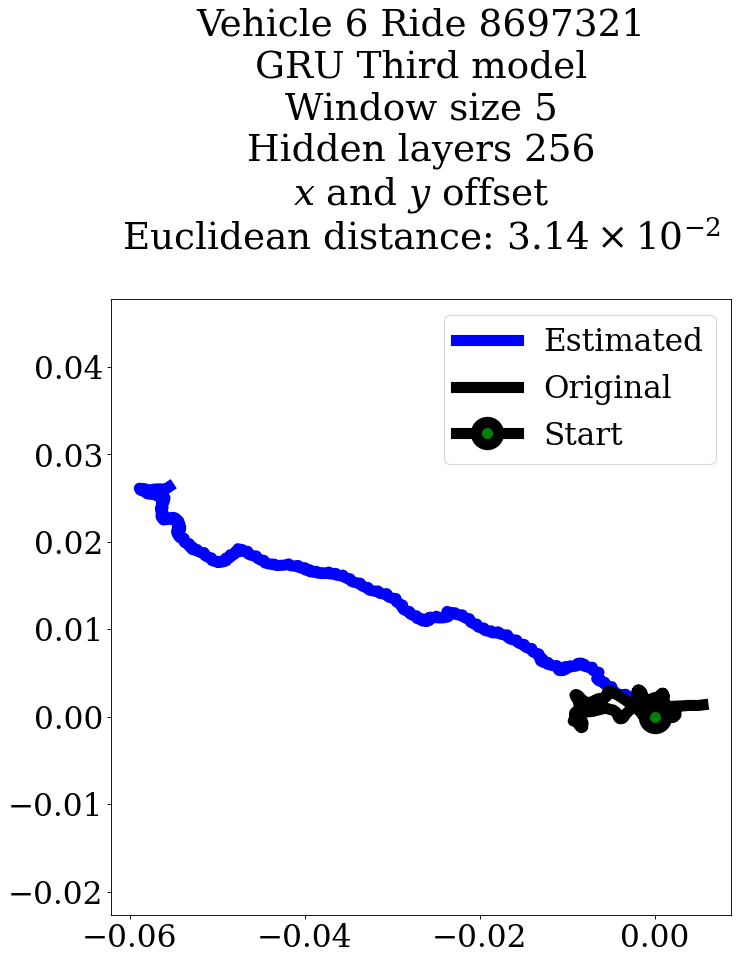 Vehicle 6 Ride 8697321
GRU Third model
Window size 5
Hidden layers 256
x and y offset
Euclidean distance: 3.14 × 10⁻²
Estimated
Original
Start
0.04
0.03
0.02
0.01
0.00
−0.01
−0.02
−0.06 −0.04 −0.02 0.00